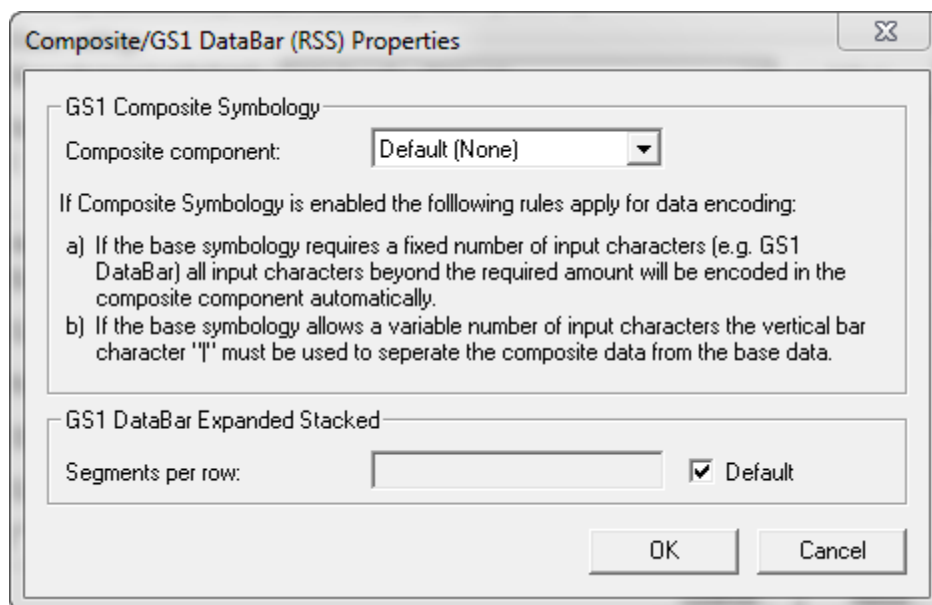 Composite/GS1 DataBar (RSS) Properties
GS1 Composite Symbology
Composite component: Default (None)
If Composite Symbology is enabled the folllowing rules apply for data encoding:
a) If the base symbology requires a fixed number of input characters (e.g. GS1
DataBar) all input characters beyond the required amount will be encoded in the
composite component automatically.
b) If the base symbology allows a variable number of input characters the vertical bar
character "|" must be used to seperate the composite data from the base data.
GS1 DataBar Expanded Stacked
Segments per row: Default
OK Cancel